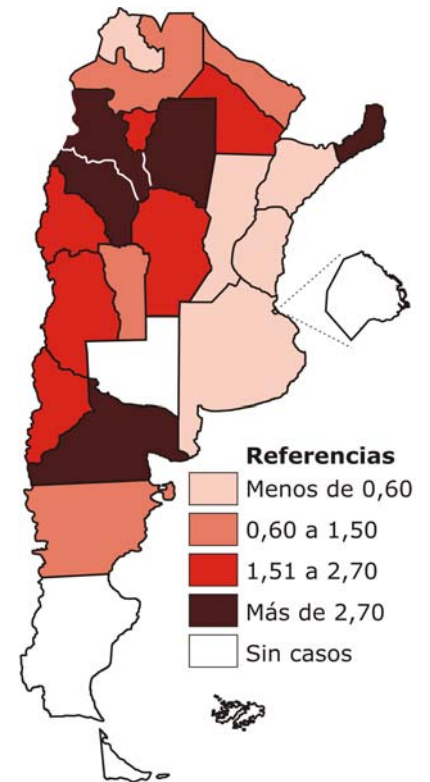 Referencias
Menos de 0,60
0,60 a 1,50
1,51 a 2,70
Más de 2,70
Sin casos